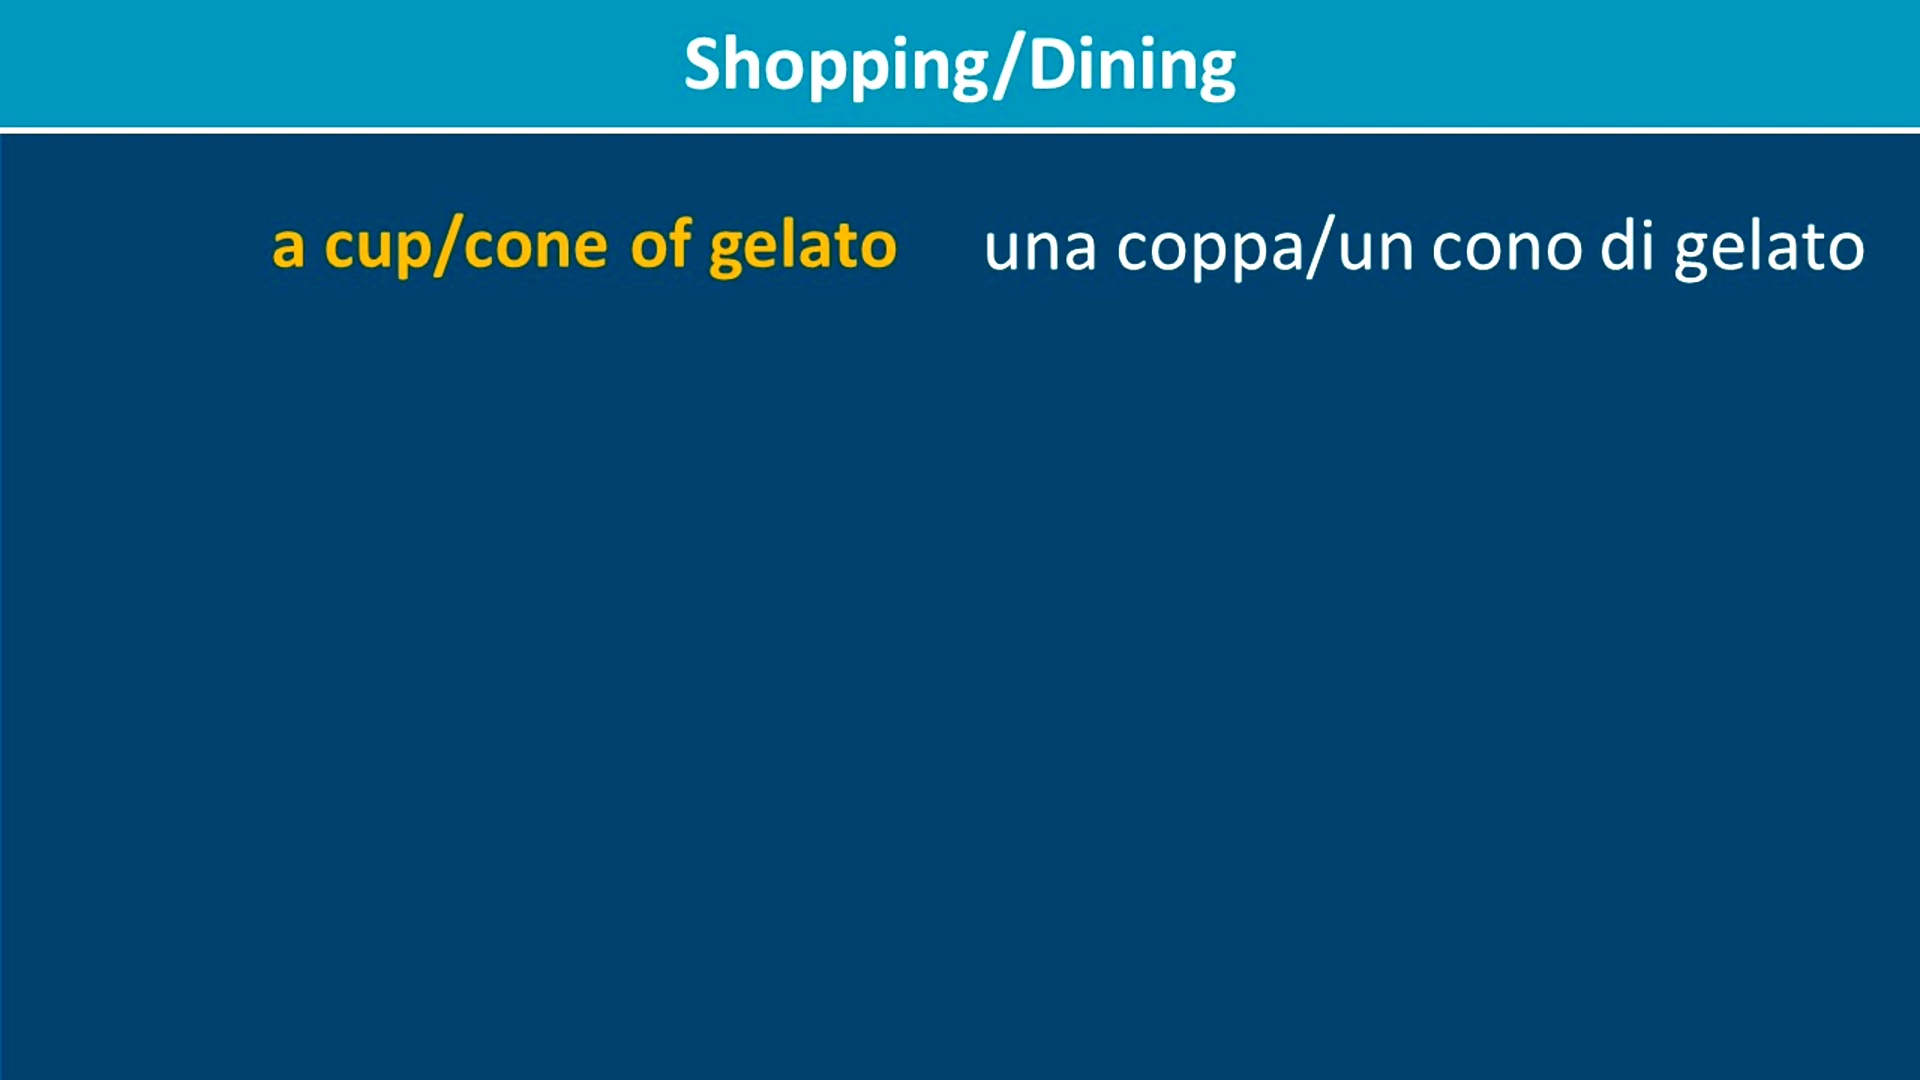 Shopping/Dining
a cup/cone of gelato una coppa/un cono di gelato